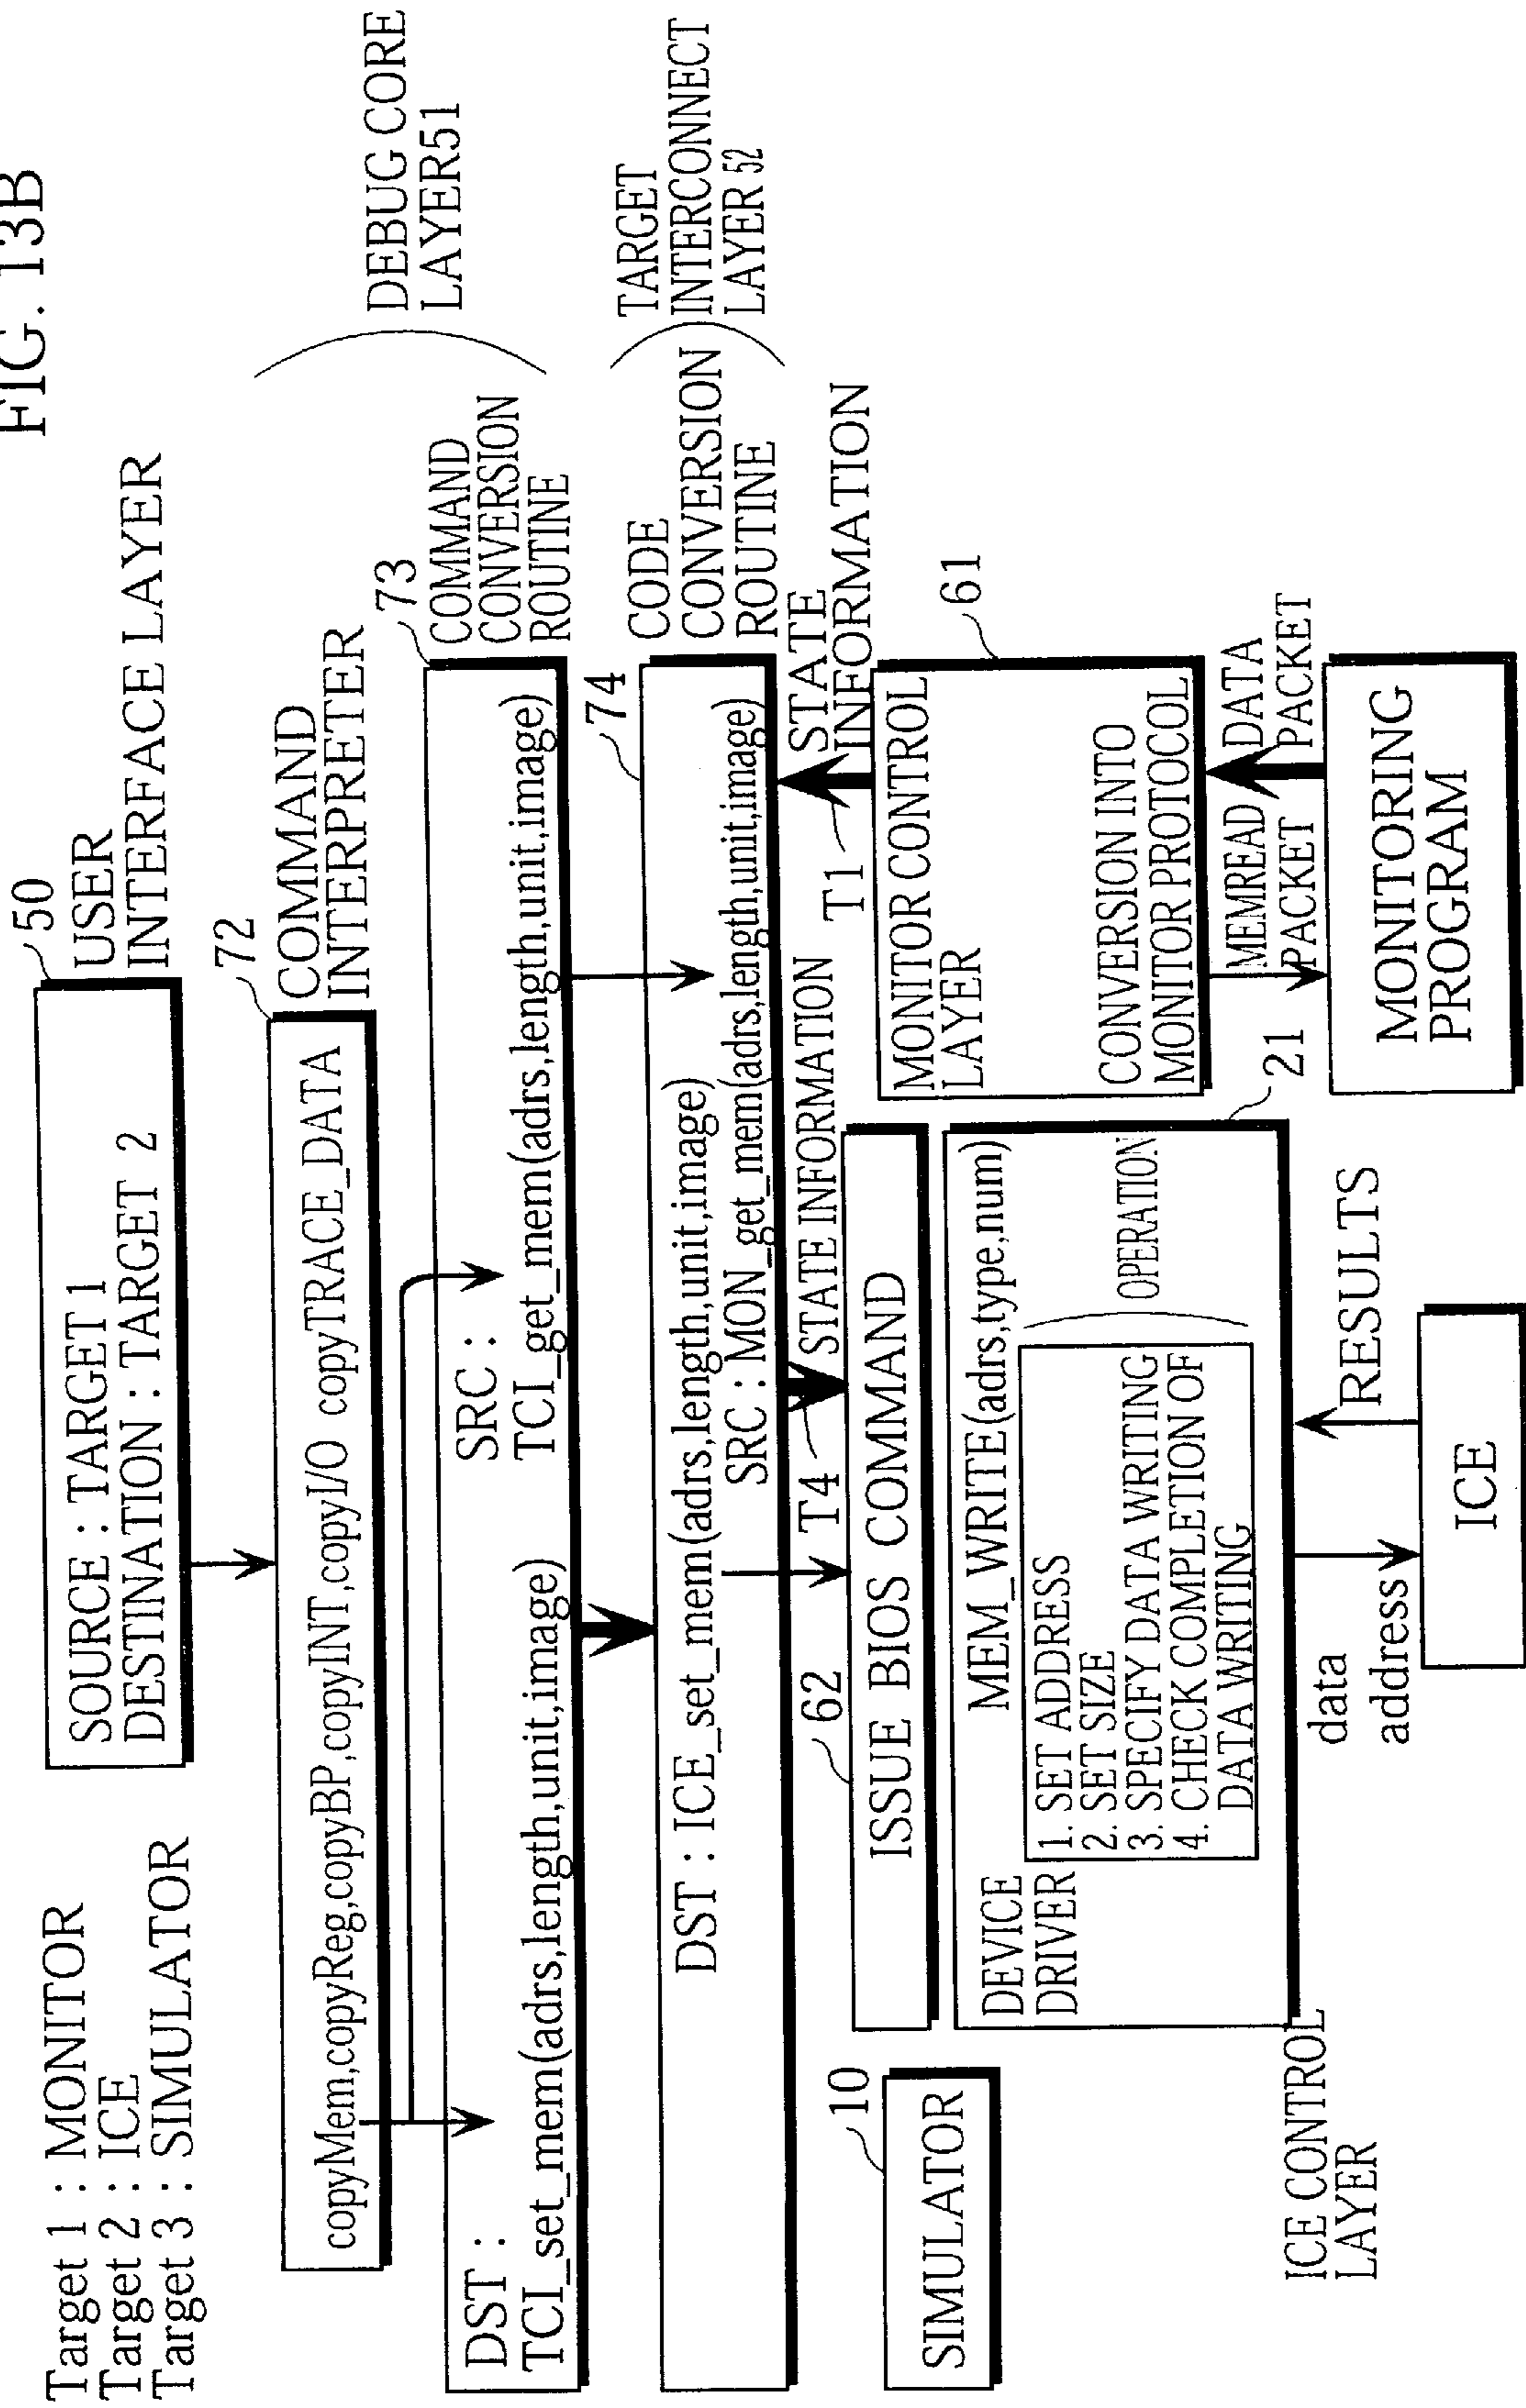 FIG. 13B
Target 1 : MONITOR
Target 2 : ICE
Target 3 : SIMULATOR
50
USER
INTERFACE LAYER
SOURCE : TARGET 1
DESTINATION : TARGET 2
72
COMMAND
INTERPRETER
copyMem,copyReg,copyBP,copyINT,copyI/O copyTRACE_DATA
DEBUG CORE
LAYER51
73
COMMAND
CONVERSION
ROUTINE
DST :
TCI_set_mem(adrs,length,unit,image)
SRC :
TCI_get_mem(adrs,length,unit,image)
TARGET
INTERCONNECT
LAYER 52
74
CODE
CONVERSION
ROUTINE
DST : ICE_set_mem(adrs,length,unit,image)
SRC : MON_get_mem(adrs,length,unit,image)
T4
STATE INFORMATION
T1
STATE
INFORMATION
10
SIMULATOR
62
ISSUE BIOS COMMAND
DEVICE
DRIVER
MEM_WRITE(adrs,type,num)
1. SET ADDRESS
2. SET SIZE
3. SPECIFY DATA WRITING
4. CHECK COMPLETION OF
DATA WRITING
OPERATION
21
ICE CONTROL
LAYER
data
address
RESULTS
ICE
61
MONITOR CONTROL
LAYER
CONVERSION INTO
MONITOR PROTOCOL
MEMREAD
PACKET
DATA
PACKET
MONITORING
PROGRAM